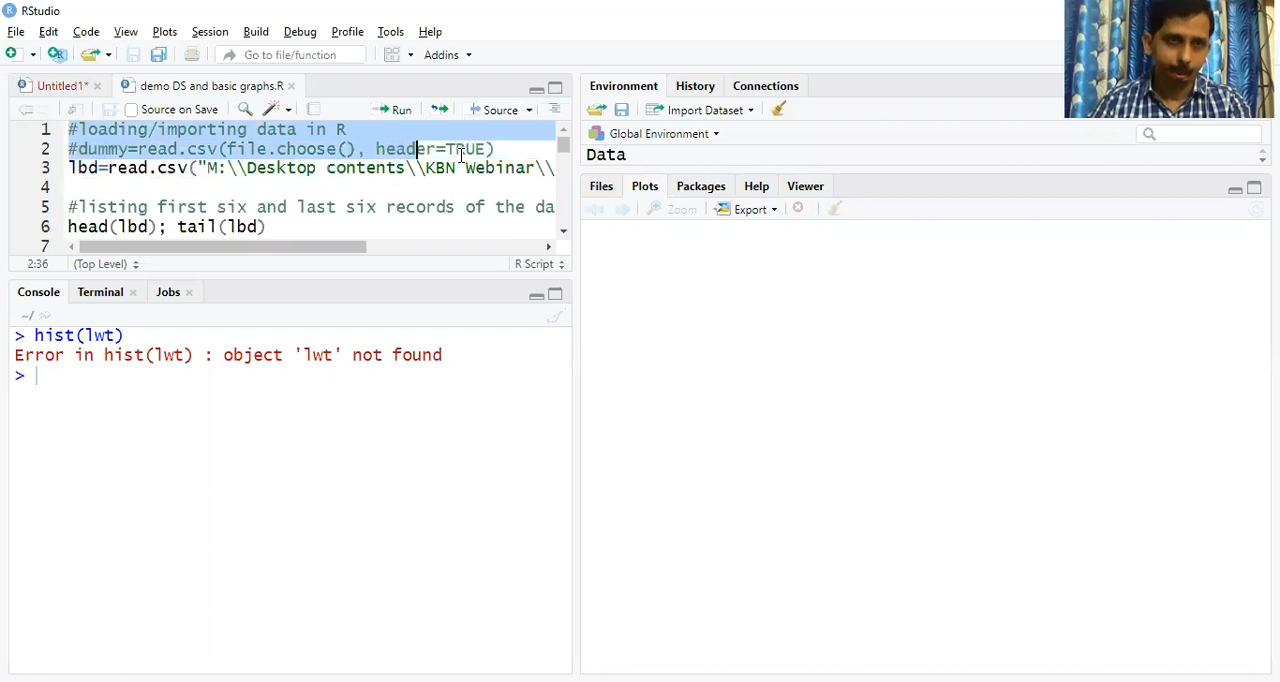 RStudio
File Edit Code View Plots Session Build Debug Profile Tools Help
Go to file/function Addins
Untitled1* demo DS and basic graphs.R
Source on Save Run Source
1 #loading/importing data in R
2 #dummy=read.csv(file.choose(), header=TRUE)
3 lbd=read.csv("M:\\Desktop contents\\KBN Webinar\\
4
5 #listing first six and last six records of the da
6 head(lbd); tail(lbd)
7
2:36 (Top Level) R Script
Console Terminal Jobs
~/
> hist(lwt)
Error in hist(lwt) : object 'lwt' not found
>
Environment History Connections
Import Dataset
Global Environment
Data
Files Plots Packages Help Viewer
Zoom Export